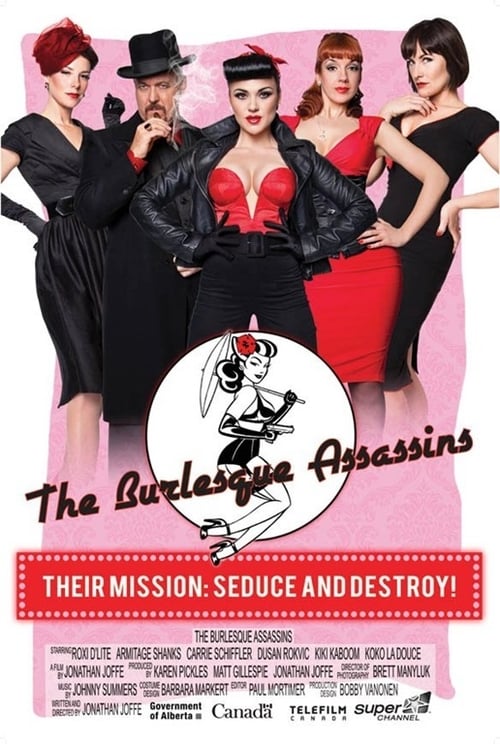 The Burlesque Assassins
THEIR MISSION: SEDUCE AND DESTROY!
THE BURLESQUE ASSASSINS
STARRING ROXI D'LITE ARMITAGE SHANKS CARRIE SCHIFFLER DUSAN ROKVIC KIKI KABOOM KOKO LA DOUCE
A FILM BY JONATHAN JOFFE PRODUCED BY KAREN PICKLES MATT GILLESPIE JONATHAN JOFFE DIRECTOR OF PHOTOGRAPHY BRETT MANYLUK
MUSIC BY JOHNNY SUMMERS COSTUME DESIGN BARBARA MARKERT EDITOR PAUL MORTIMER PRODUCTION DESIGN BOBBY VANONEN
WRITTEN AND DIRECTED BY JONATHAN JOFFE
Government of Alberta
Canada
TELEFILM CANADA
SUPER CHANNEL